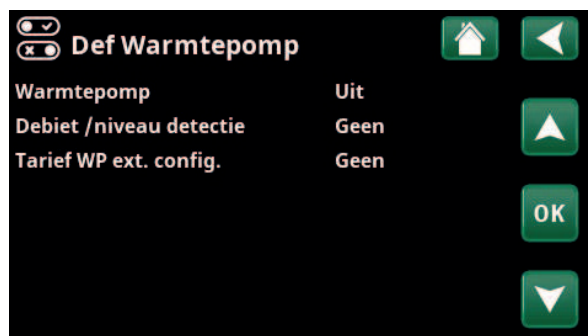 Def Warmtepomp
Warmtepomp Uit
Debiet /niveau detectie Geen
Tarief WP ext. config. Geen
OK